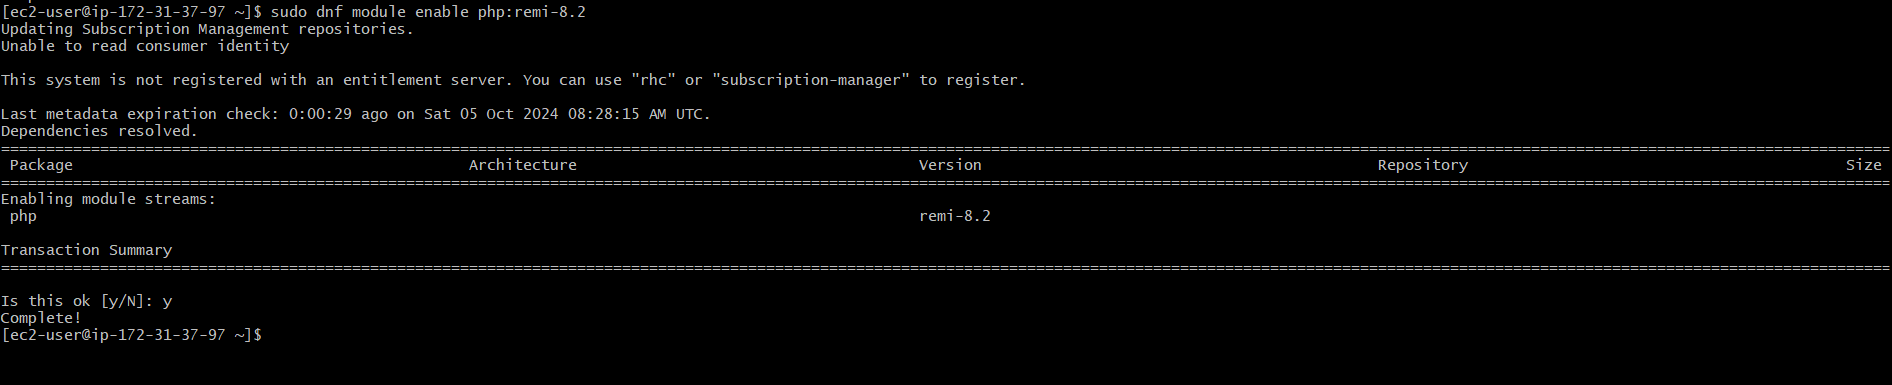 [ec2-user@ip-172-31-37-97 ~]$ sudo dnf module enable php:remi-8.2
Updating Subscription Management repositories.
Unable to read consumer identity
This system is not registered with an entitlement server. You can use "rhc" or "subscription-manager" to register.
Last metadata expiration check: 0:00:29 ago on Sat 05 Oct 2024 08:28:15 AM UTC.
Dependencies resolved.
================================================================================
Package Architecture Version Repository Size
================================================================================
Enabling module streams:
php remi-8.2
Transaction Summary
================================================================================
Is this ok [y/N]: y
Complete!
[ec2-user@ip-172-31-37-97 ~]$